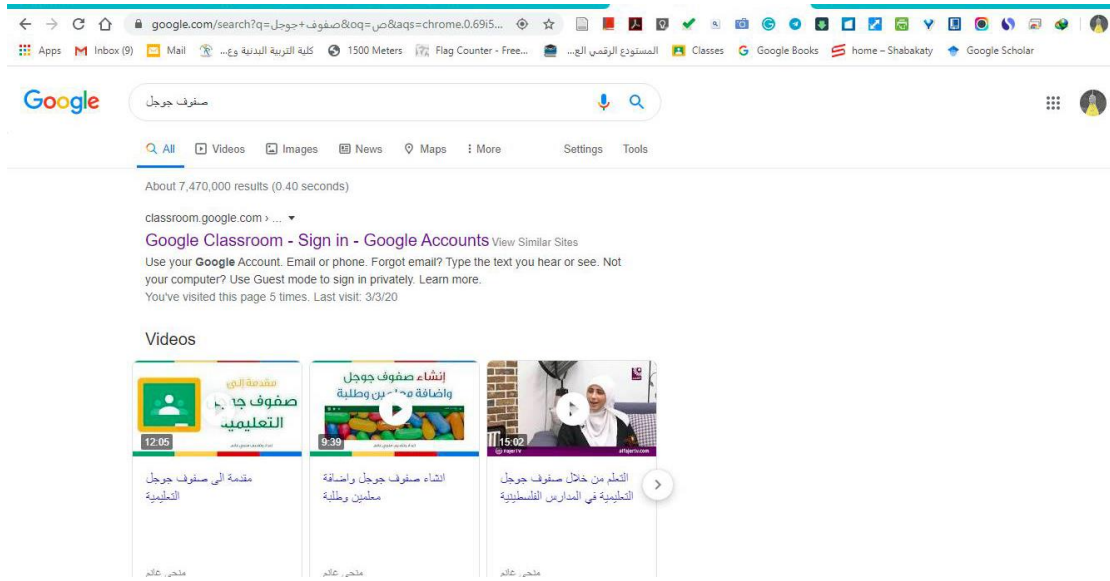 google.com/search?q=صفوف+جوجل&oq=ص&aqs=chrome.0.69i5...
Apps Inbox (9) Mail كلية التربية البدنية وع... 1500 Meters Flag Counter - Free... المستودع الرقمي الع... Classes Google Books home – Shabakaty Google Scholar
Google صفوف جوجل
All Videos Images News Maps More Settings Tools
About 7,470,000 results (0.40 seconds)
classroom.google.com › ...
Google Classroom - Sign in - Google Accounts View Similar Sites
Use your Google Account. Email or phone. Forgot email? Type the text you hear or see. Not
your computer? Use Guest mode to sign in privately. Learn more.
You've visited this page 5 times. Last visit: 3/3/20
Videos
مقدمة إلى
صفوف جوجل
التعليمية
12:05
إنشاء صفوف جوجل
واضافة معلمين وطلبة
9:39
15:02
FajerTV
alfajertv.com
مقدمة الى صفوف جوجل
التعليمية
انشاء صفوف جوجل واضافة
معلمين وطلبة
التعلم من خلال صفوف جوجل
التعليمية في المدارس الفلسطينية